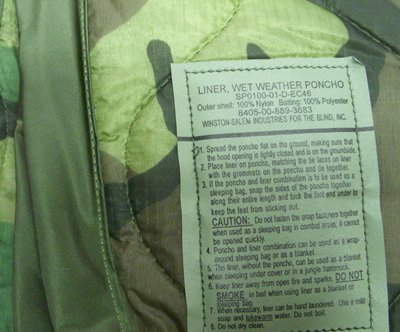 LINER, WET WEATHER PONCHO
SP0100-01-D-EC46
Outer shell: 100% Nylon Batting: 100% Polyester
8405-00-889-3683
WINSTON-SALEM INDUSTRIES FOR THE BLIND, INC.
1. Spread the poncho flat on the ground, making sure that
the hood opening is tightly closed and is on the groundside
2. Place liner on poncho, matching tie laces on liner
with the grommets on the poncho and tie together.
3. If the poncho and liner combination is to be used as a
sleeping bag, snap the sides of the poncho together
along their entire length and tuck the foot end under to
keep the feet from sticking out.
CAUTION: Do not fasten the snap fasteners together
when used as a sleeping bag in combat areas; it cannot
be opened quickly.
4. Poncho and liner combination can be used as a wrap-
around sleeping bag or as a blanket.
5. This liner, without the poncho, can be used as a blanket
when sleeping under cover or in a jungle hammock.
6. Keep liner away from open fire and sparks. DO NOT
SMOKE in bed when using liner as a blanket or
sleeping bag.
7. When necessary, liner can be hand laundered. Use a mild
soap and lukewarm water. Do not boil.
8. Do not dry clean.